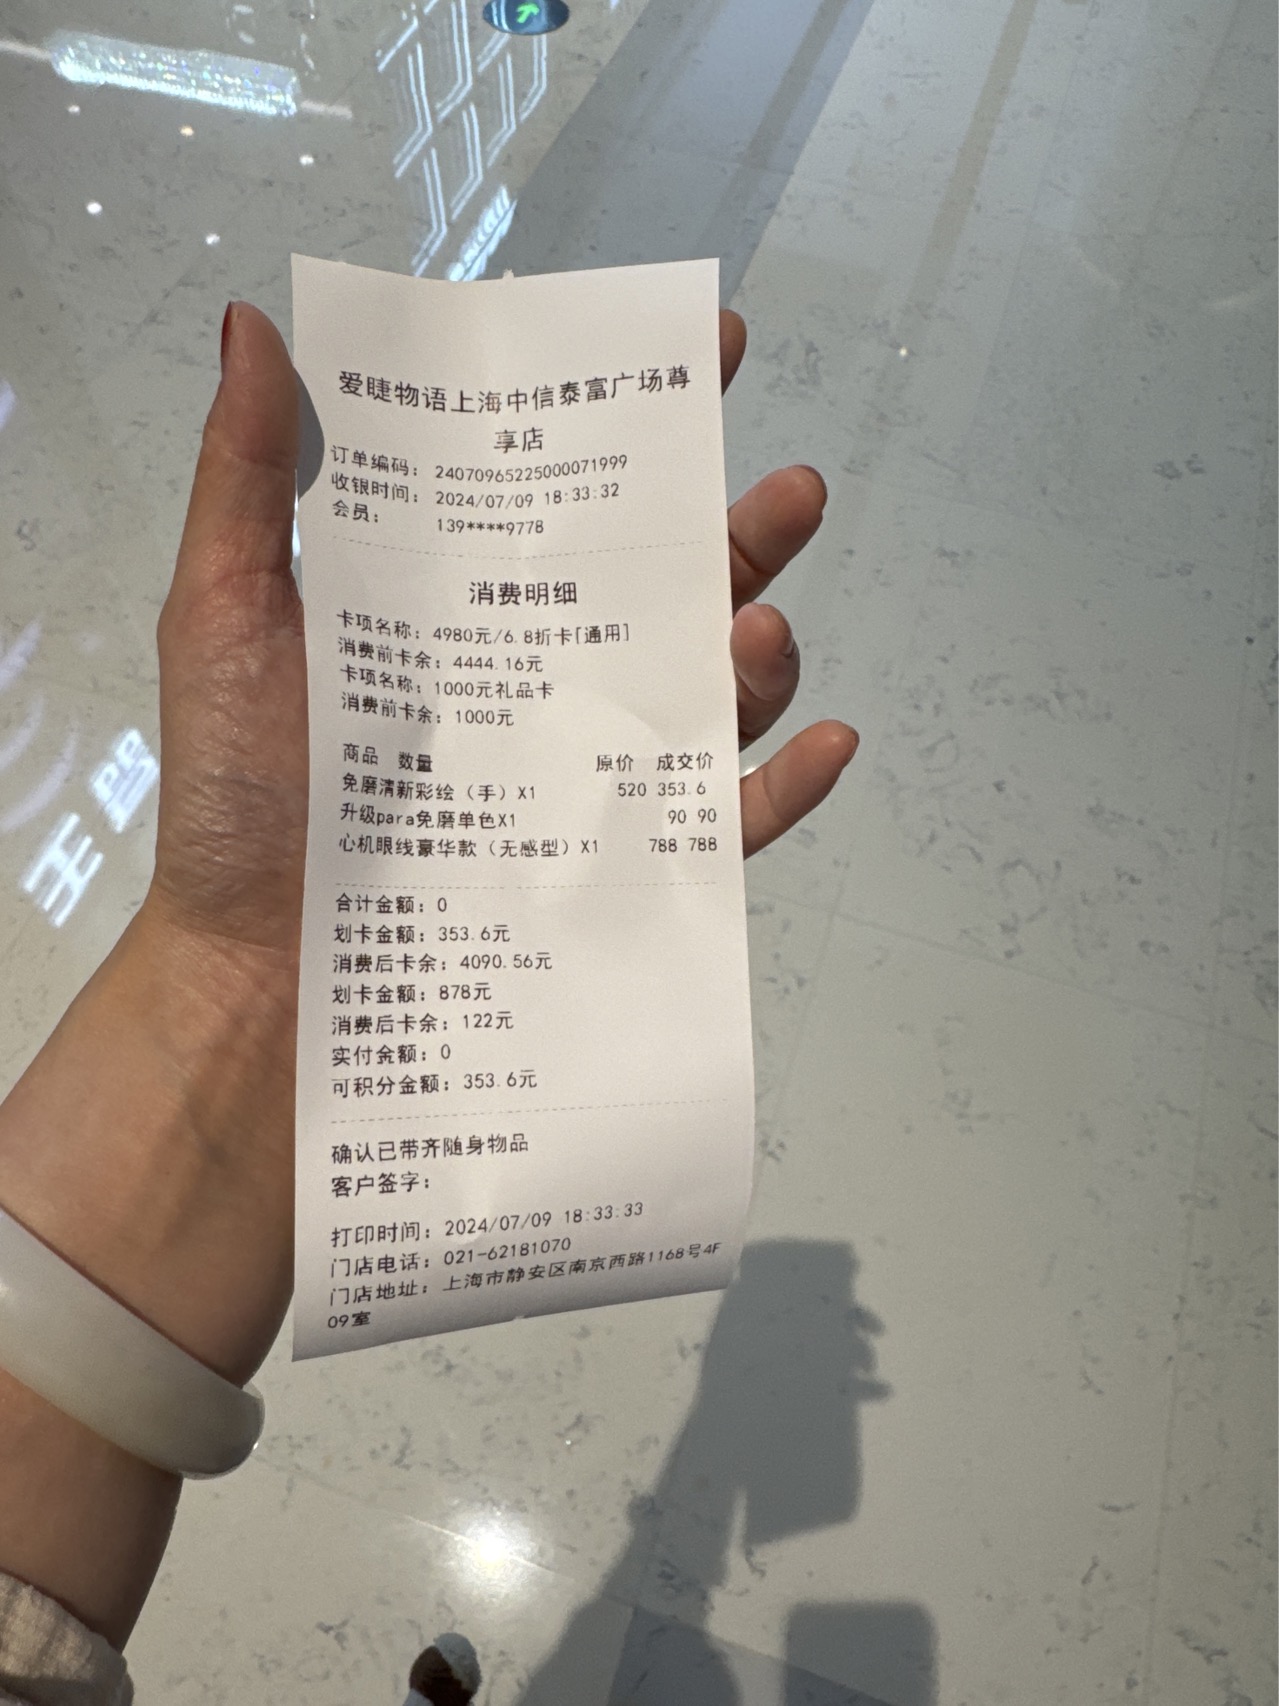 爱睫物语上海中信泰富广场尊
享店
订单编码： 24070965225000071999
收银时间： 2024/07/09 18:33:32
会员： 139****9778
消费明细
卡项名称： 4980元/6.8折卡[通用]
消费前卡余： 4444.16元
卡项名称： 1000元礼品卡
消费前卡余： 1000元
商品 数量 原价 成交价
免磨清新彩绘（手）X1 520 353.6
升级para免磨单色X1 90 90
心机眼线豪华款（无感型）X1 788 788
合计金额： 0
划卡金额： 353.6元
消费后卡余： 4090.56元
划卡金额： 878元
消费后卡余： 122元
实付金额： 0
可积分金额： 353.6元
确认已带齐随身物品
客户签字：
打印时间： 2024/07/09 18:33:33
门店电话： 021-62181070
门店地址： 上海市静安区南京西路1168号4F
09室